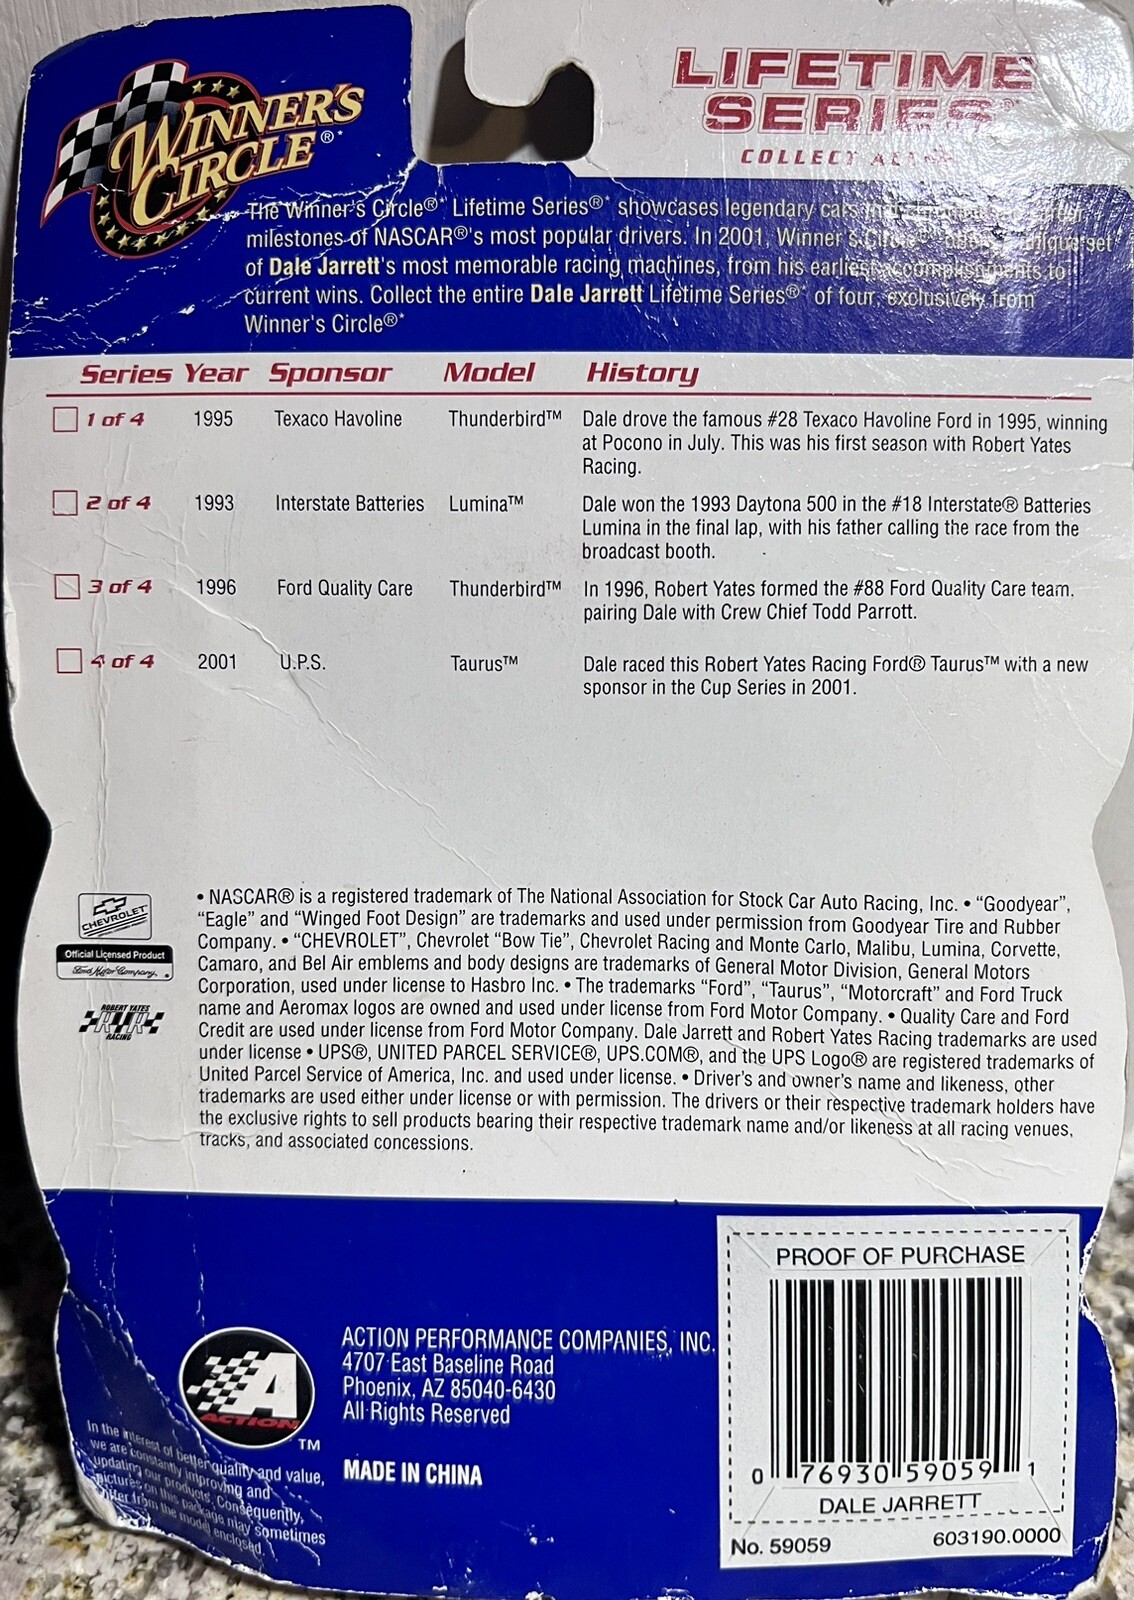 WINNER'S
CIRCLE®*
LIFETIME
SERIES
COLLECT ALL 4
The Winner's Circle®* Lifetime Series®* showcases legendary cars
milestones of NASCAR®'s most popular drivers. In 2001, Winner's Circle® unique set
of Dale Jarrett's most memorable racing machines, from his earliest accomplishments to
current wins. Collect the entire Dale Jarrett Lifetime Series®* of four, exclusively from
Winner's Circle®*
Series Year Sponsor Model History
1 of 4 1995 Texaco Havoline Thunderbird™ Dale drove the famous #28 Texaco Havoline Ford in 1995, winning
at Pocono in July. This was his first season with Robert Yates
Racing.
2 of 4 1993 Interstate Batteries Lumina™ Dale won the 1993 Daytona 500 in the #18 Interstate® Batteries
Lumina in the final lap, with his father calling the race from the
broadcast booth.
3 of 4 1996 Ford Quality Care Thunderbird™ In 1996, Robert Yates formed the #88 Ford Quality Care team.
pairing Dale with Crew Chief Todd Parrott.
4 of 4 2001 U.P.S. Taurus™ Dale raced this Robert Yates Racing Ford® Taurus™ with a new
sponsor in the Cup Series in 2001.
CHEVROLET
Official Licensed Product
Ford Motor Company.
ROBERT YATES
RYR
RACING
• NASCAR® is a registered trademark of The National Association for Stock Car Auto Racing, Inc. • “Goodyear”,
“Eagle” and “Winged Foot Design” are trademarks and used under permission from Goodyear Tire and Rubber
Company. • “CHEVROLET”, Chevrolet “Bow Tie”, Chevrolet Racing and Monte Carlo, Malibu, Lumina, Corvette,
Camaro, and Bel Air emblems and body designs are trademarks of General Motor Division, General Motors
Corporation, used under license to Hasbro Inc. • The trademarks “Ford”, “Taurus”, “Motorcraft” and Ford Truck
name and Aeromax logos are owned and used under license from Ford Motor Company. • Quality Care and Ford
Credit are used under license from Ford Motor Company. Dale Jarrett and Robert Yates Racing trademarks are used
under license • UPS®, UNITED PARCEL SERVICE®, UPS.COM®, and the UPS Logo® are registered trademarks of
United Parcel Service of America, Inc. and used under license. • Driver's and owner's name and likeness, other
trademarks are used either under license or with permission. The drivers or their respective trademark holders have
the exclusive rights to sell products bearing their respective trademark name and/or likeness at all racing venues,
tracks, and associated concessions.
A
ACTION
TM
In the interest of better quality and value,
we are constantly improving and
updating our products. Consequently,
pictures on this package may sometimes
differ from the model enclosed.
ACTION PERFORMANCE COMPANIES, INC.
4707 East Baseline Road
Phoenix, AZ 85040-6430
All Rights Reserved
MADE IN CHINA
PROOF OF PURCHASE
0 76930 59059 1
DALE JARRETT
No. 59059 603190.0000